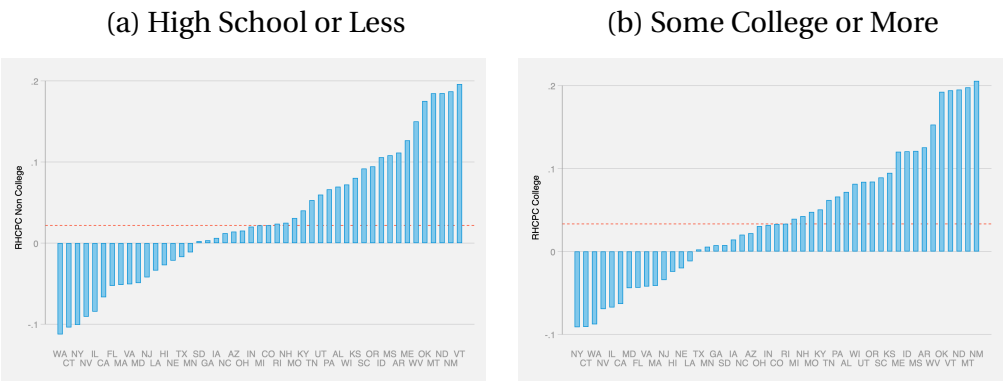 (a) High School or Less
.2
.1
0
-.1
RHCPC Non College
WA NY IL FL VA NJ HI TX SD IA AZ IN CO NH KY UT AL KS OR MS ME OK ND VT
CT NV CA MA MD LA NE MN GA NC OH MI RI MO TN PA WI SC ID AR WV MT NM
(b) Some College or More
.2
.1
0
-.1
RHCPC College
NY WA IL MD VA NJ NE TX GA SD IA AZ IN RI MO KY PA WI UT SC ME ID AR OK ND NM
CT NV CA FL MA HI LA MN NC OH CO MI NH TN AL OR KS MS WV VT MT